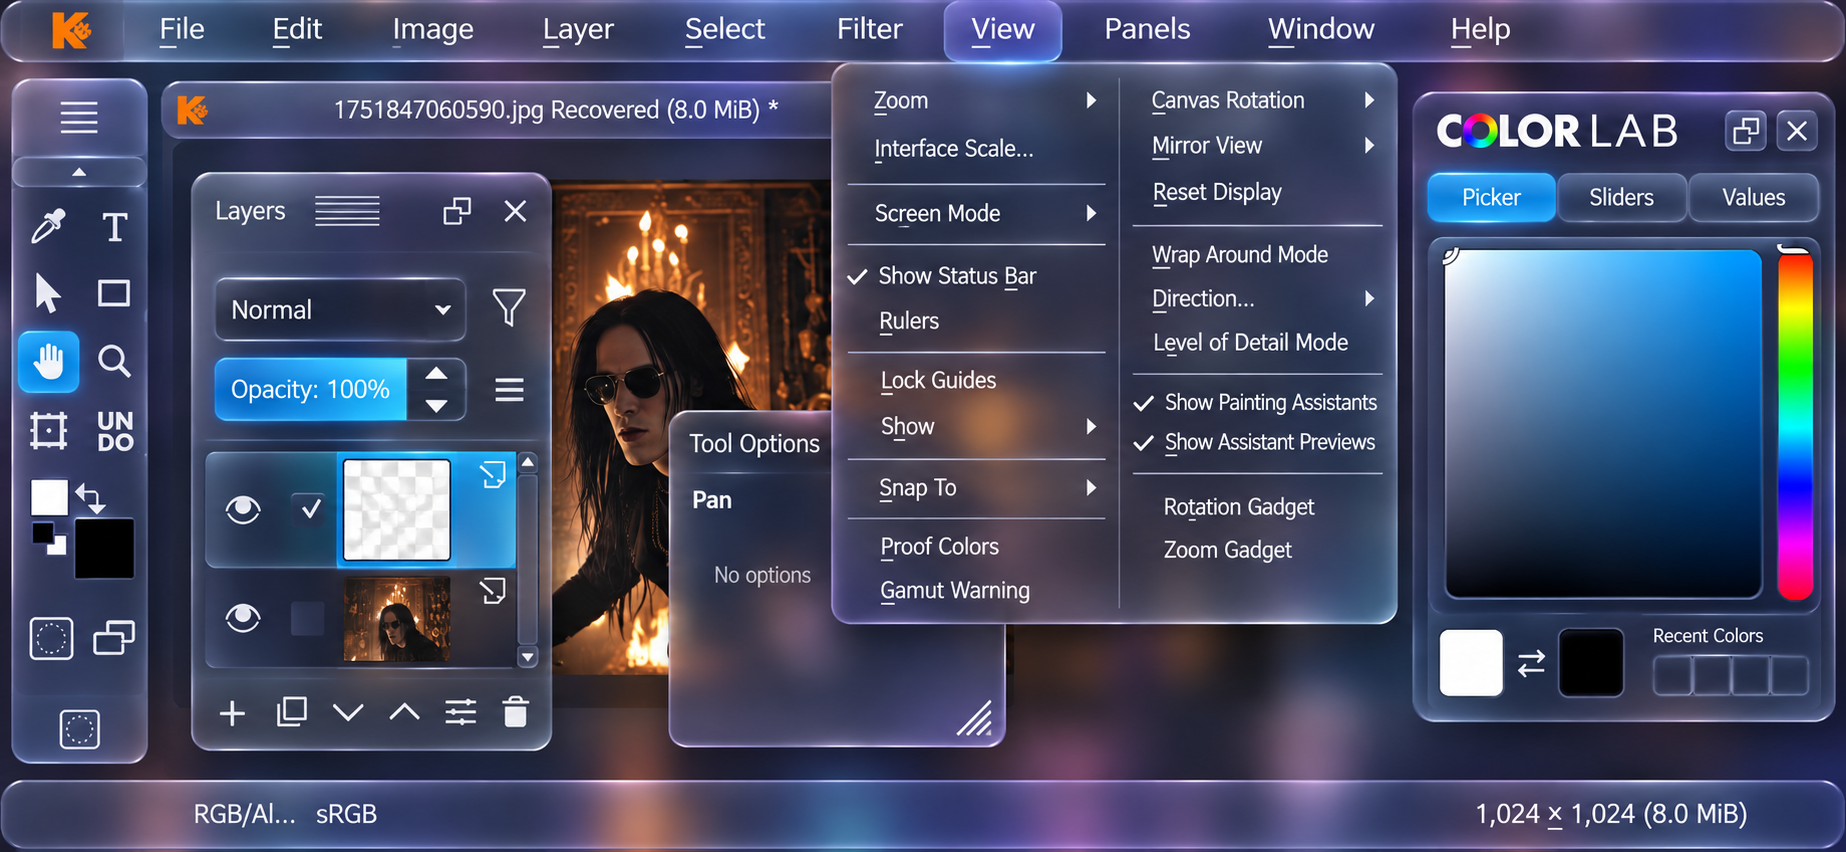 File Edit Image Layer Select Filter View Panels Window Help
1751847060590.jpg Recovered (8.0 MiB) *
T
UN
DO
Layers
Normal
Opacity: 100%
Tool Options
Pan
No options
Zoom
Interface Scale...
Screen Mode
Show Status Bar
Rulers
Lock Guides
Show
Snap To
Proof Colors
Gamut Warning
Canvas Rotation
Mirror View
Reset Display
Wrap Around Mode
Direction...
Level of Detail Mode
Show Painting Assistants
Show Assistant Previews
Rotation Gadget
Zoom Gadget
COLOR LAB
Picker Sliders Values
Recent Colors
RGB/Al... sRGB
1,024 × 1,024 (8.0 MiB)